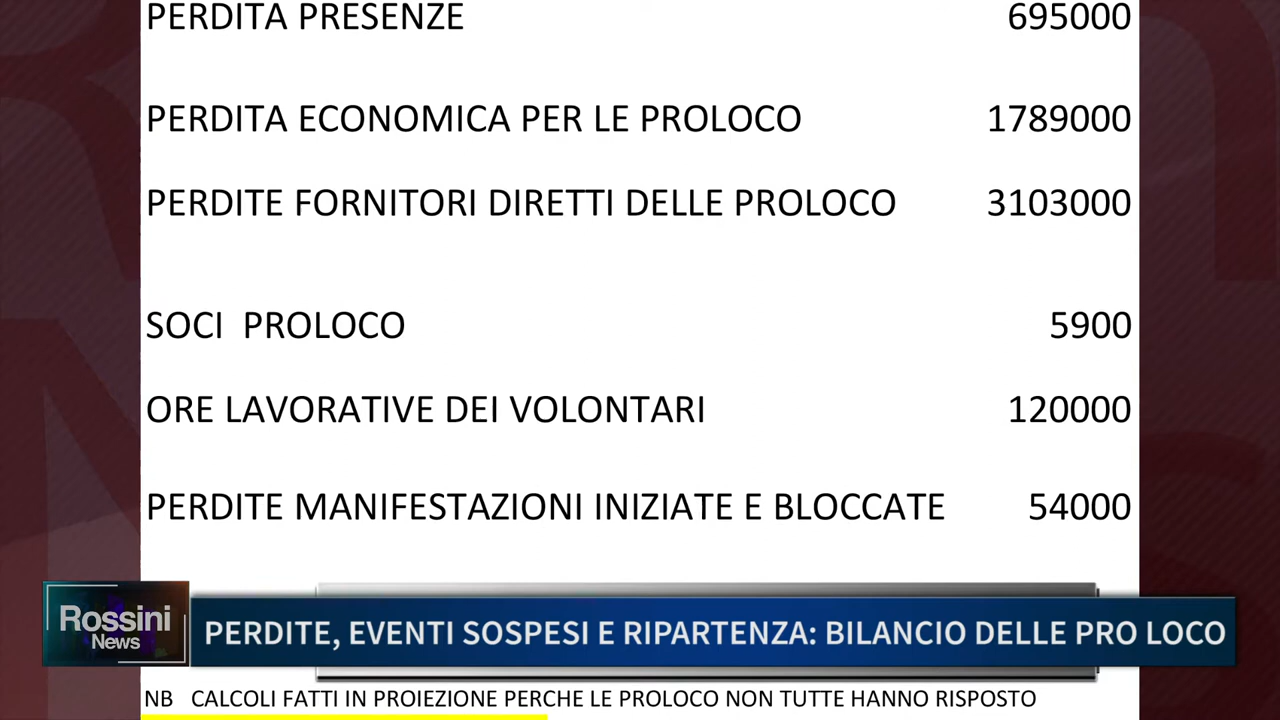 PERDITA PRESENZE 695000
PERDITA ECONOMICA PER LE PROLOCO 1789000
PERDITE FORNITORI DIRETTI DELLE PROLOCO 3103000
SOCI PROLOCO 5900
ORE LAVORATIVE DEI VOLONTARI 120000
PERDITE MANIFESTAZIONI INIZIATE E BLOCCATE 54000
Rossini
News
PERDITE, EVENTI SOSPESI E RIPARTENZA: BILANCIO DELLE PRO LOCO
NB CALCOLI FATTI IN PROIEZIONE PERCHE LE PROLOCO NON TUTTE HANNO RISPOSTO